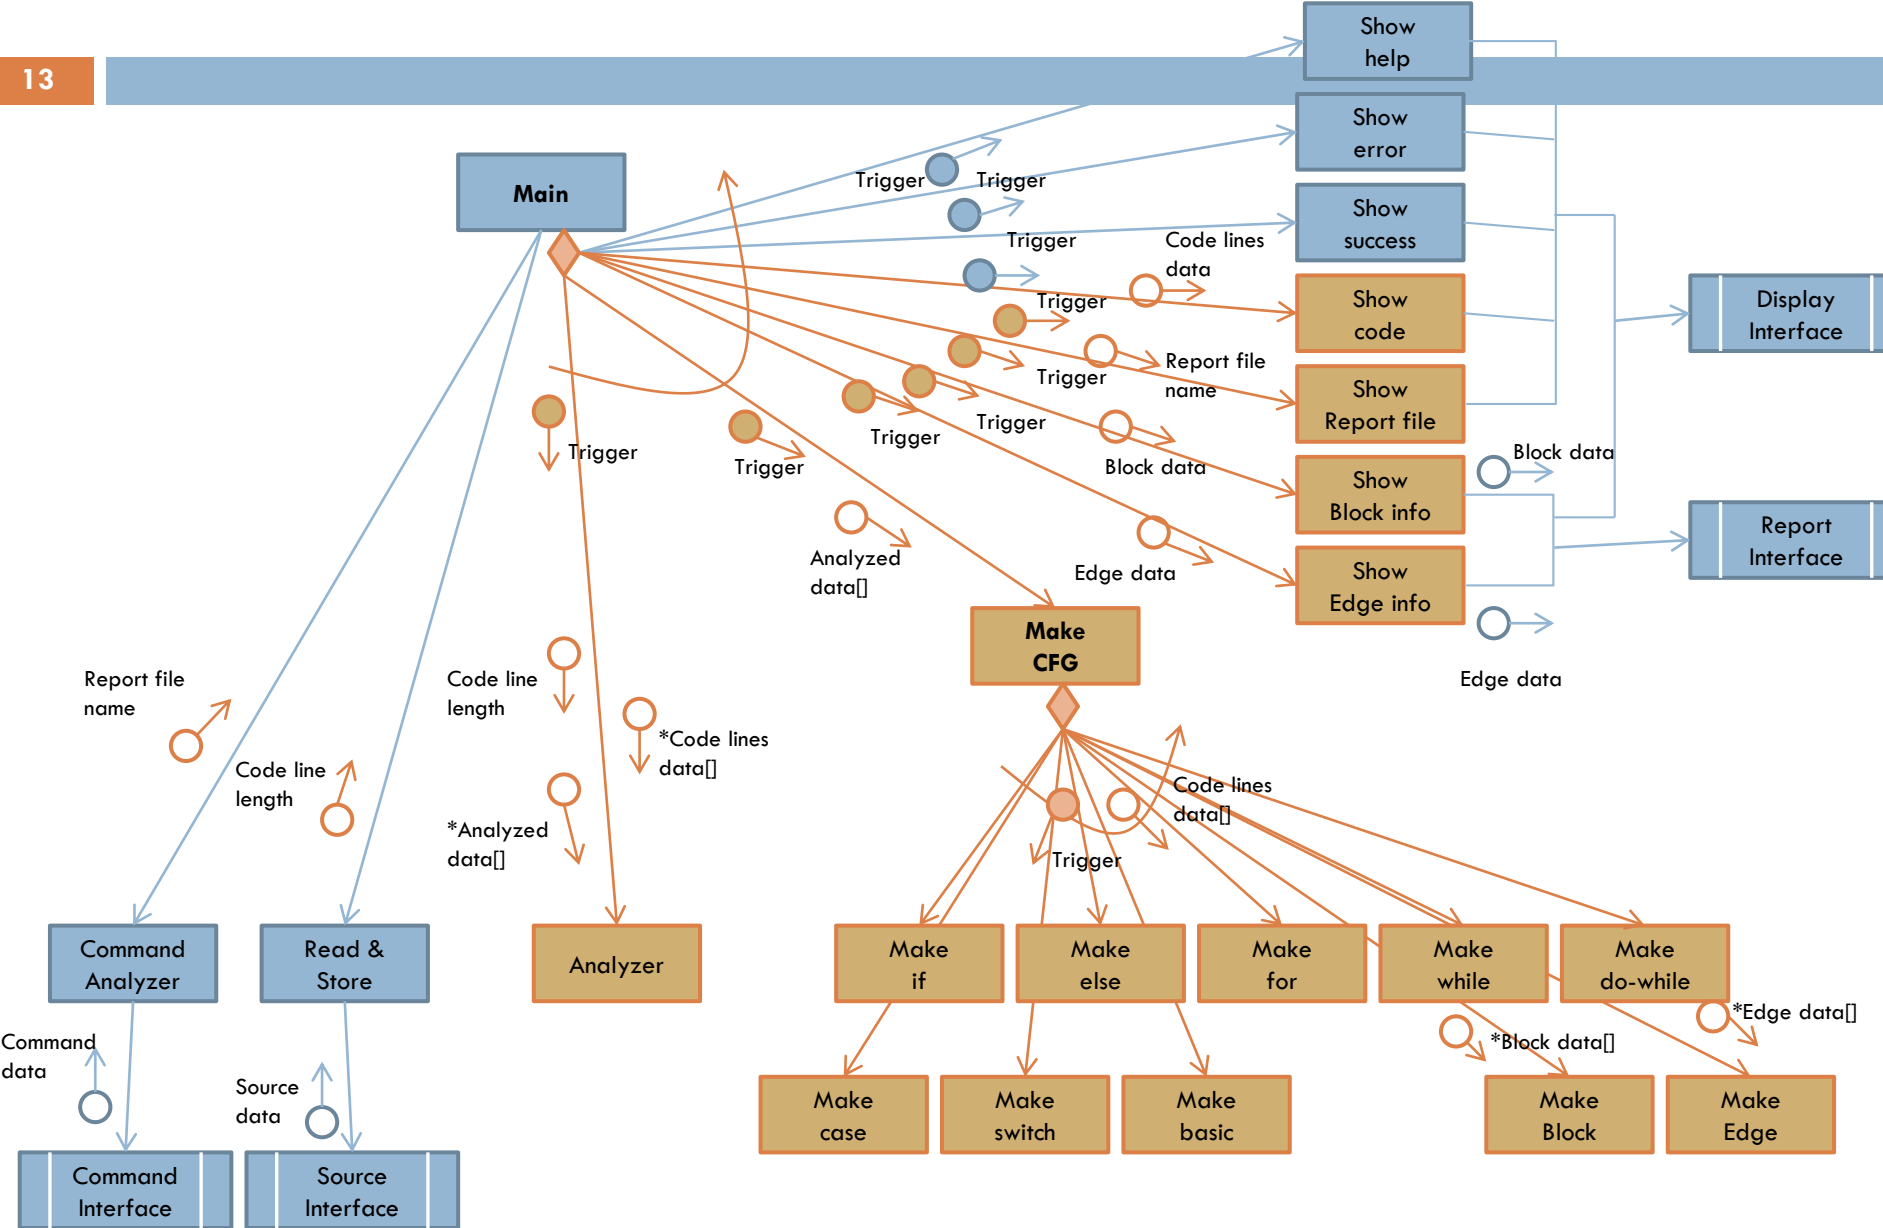 Show
help
13
Show
error
Main
Trigger
Trigger
Show
success
Trigger
Code lines
data
Trigger
Show
code
Display
Interface
Report file
name
Trigger
Show
Report file
Trigger
Trigger
Trigger
Trigger
Block data
Block data
Show
Block info
Report
Interface
Analyzed
data[]
Edge data
Show
Edge info
Make
CFG
Edge data
Report file
name
Code line
length
*Code lines
data[]
Code line
length
Code lines
data[]
*Analyzed
data[]
Trigger
Command
Analyzer
Read &
Store
Analyzer
Make
if
Make
else
Make
for
Make
while
Make
do-while
*Edge data[]
*Block data[]
Command
data
Source
data
Make
case
Make
switch
Make
basic
Make
Block
Make
Edge
Command
Interface
Source
Interface